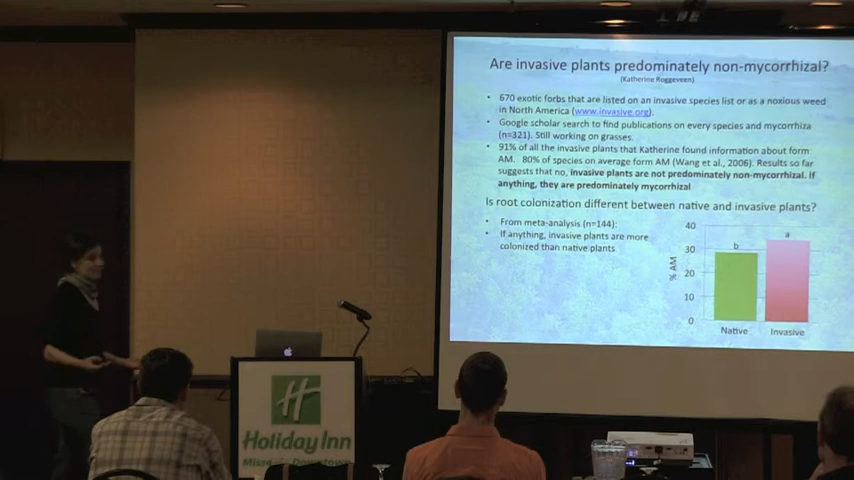 Are invasive plants predominately non-mycorrhizal?
(Katherine Roggeveen)
• 670 exotic forbs that are listed on an invasive species list or as a noxious weed
in North America (www.invasive.org).
• Google scholar search to find publications on every species and mycorrhiza
(n=321). Still working on grasses.
• 91% of all the invasive plants that Katherine found information about form
AM. 80% of species on average form AM (Wang et al., 2006). Results so far
suggests that no, invasive plants are not predominately non-mycorrhizal. If
anything, they are predominately mycorrhizal
Is root colonization different between native and invasive plants?
• From meta-analysis (n=144):
• If anything, invasive plants are more
colonized than native plants
% AM
40
30
20
10
0
b
a
Native
Invasive
H
Holiday Inn